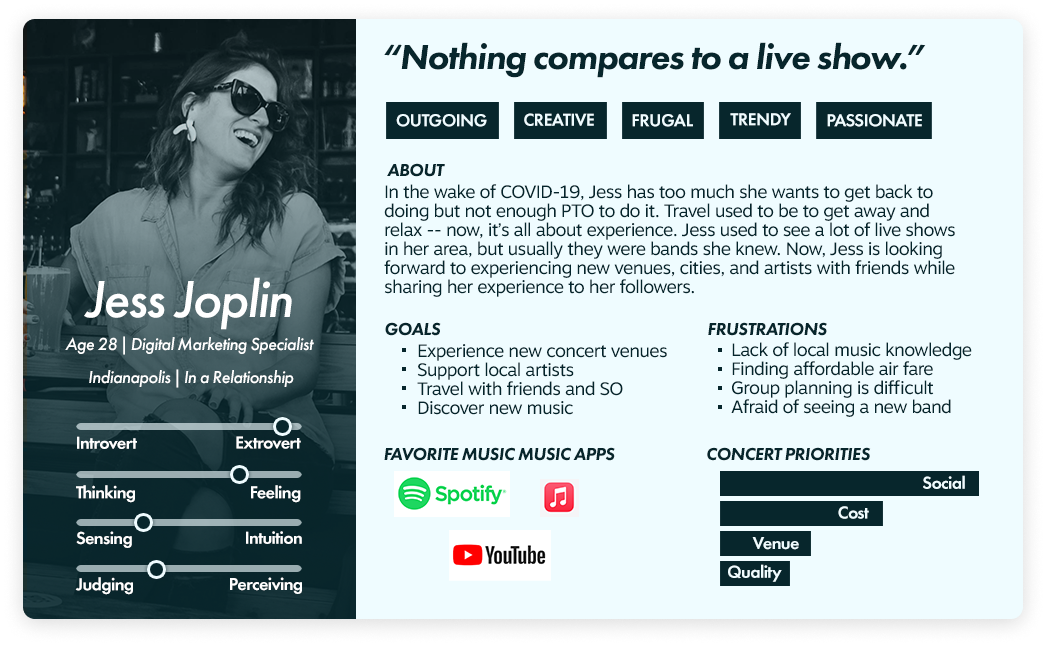 “Nothing compares to a live show.”
OUTGOING CREATIVE FRUGAL TRENDY PASSIONATE
ABOUT
In the wake of COVID-19, Jess has too much she wants to get back to
doing but not enough PTO to do it. Travel used to be to get away and
relax -- now, it’s all about experience. Jess used to see a lot of live shows
in her area, but usually they were bands she knew. Now, Jess is looking
forward to experiencing new venues, cities, and artists with friends while
sharing her experience to her followers.
Jess Joplin
Age 28 | Digital Marketing Specialist
Indianapolis | In a Relationship
Introvert Extrovert
Thinking Feeling
Sensing Intuition
Judging Perceiving
GOALS
▪ Experience new concert venues
▪ Support local artists
▪ Travel with friends and SO
▪ Discover new music
FRUSTRATIONS
▪ Lack of local music knowledge
▪ Finding affordable air fare
▪ Group planning is difficult
▪ Afraid of seeing a new band
FAVORITE MUSIC MUSIC APPS
Spotify
YouTube
CONCERT PRIORITIES
Social
Cost
Venue
Quality